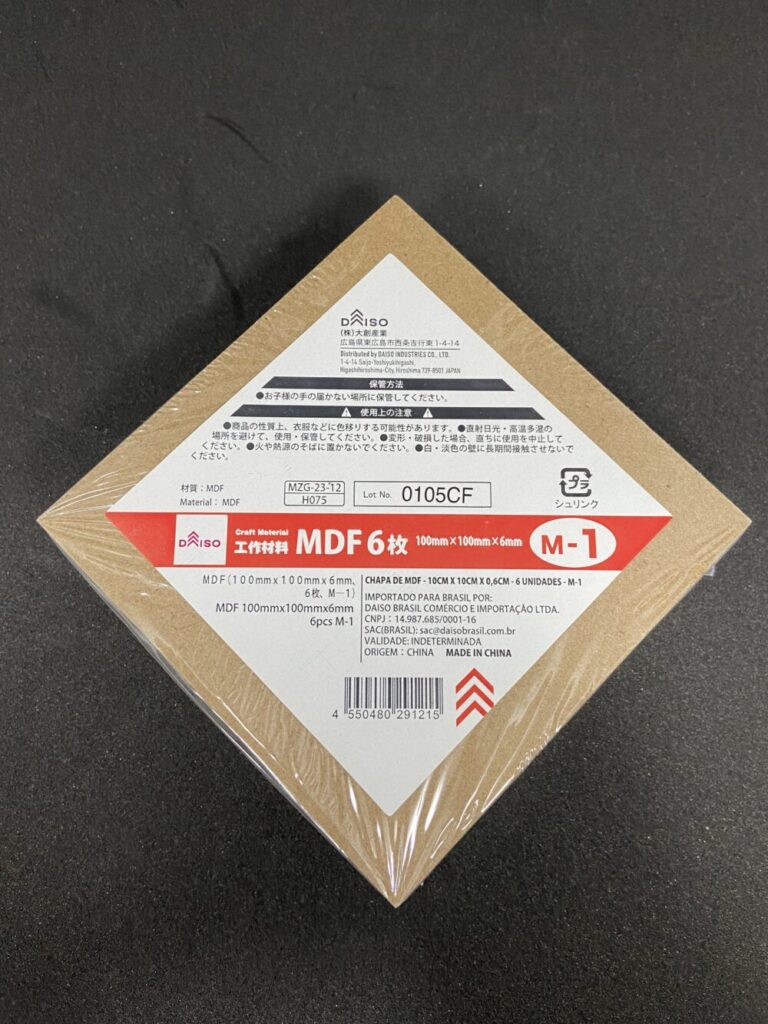 DAISO
(株)大創産業
広島県東広島市西条吉行東1-4-14
Distributed by DAISO INDUSTRIES CO., LTD.
1-4-14 Saijo-Yoshiyukihigashi,
Higashihiroshima-City, Hiroshima 739-8501 JAPAN
保管方法
●お子様の手の届かない場所に保管してください。
⚠ 使用上の注意 ⚠
●商品の性質上、衣服などに色移りする可能性があります。●直射日光・高温多湿の
場所を避けて、使用・保管してください。●変形・破損した場合、直ちに使用を中止して
ください。●火や熱源のそばに置かないでください。●白・淡色の壁に長期間接触させないで
ください。
材質：MDF
Material：MDF
MZG-23-12
H075
Lot No. 0105CF
プラ
シュリンク
DAISO
Craft Material
工作材料 MDF 6枚 100mm×100mm×6mm M-1
MDF(100mm x 100mm x 6mm、
6枚、M－1)
MDF 100mmx100mmx6mm
6pcs M-1
CHAPA DE MDF - 10CM X 10CM X 0,6CM - 6 UNIDADES - M-1
IMPORTADO PARA BRASIL POR:
DAISO BRASIL COMÉRCIO E IMPORTAÇÃO LTDA.
CNPJ：14.987.685/0001-16
SAC(BRASIL): sac@daisobrasil.com.br
VALIDADE: INDETERMINADA
ORIGEM：CHINA MADE IN CHINA
4 550480 291215